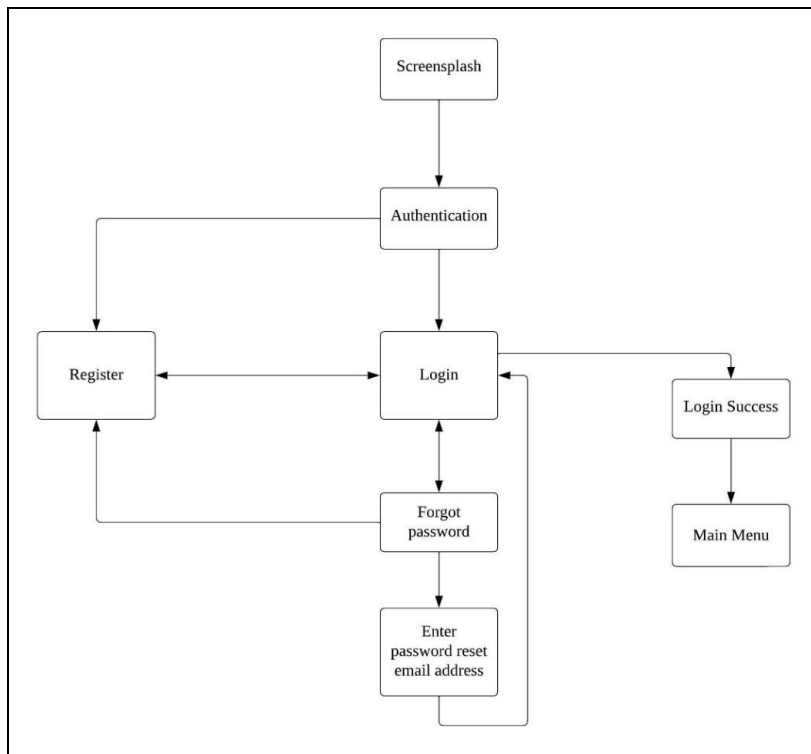 Screensplash
Authentication
Register
Login
Login Success
Forgot
password
Main Menu
Enter
password reset
email address